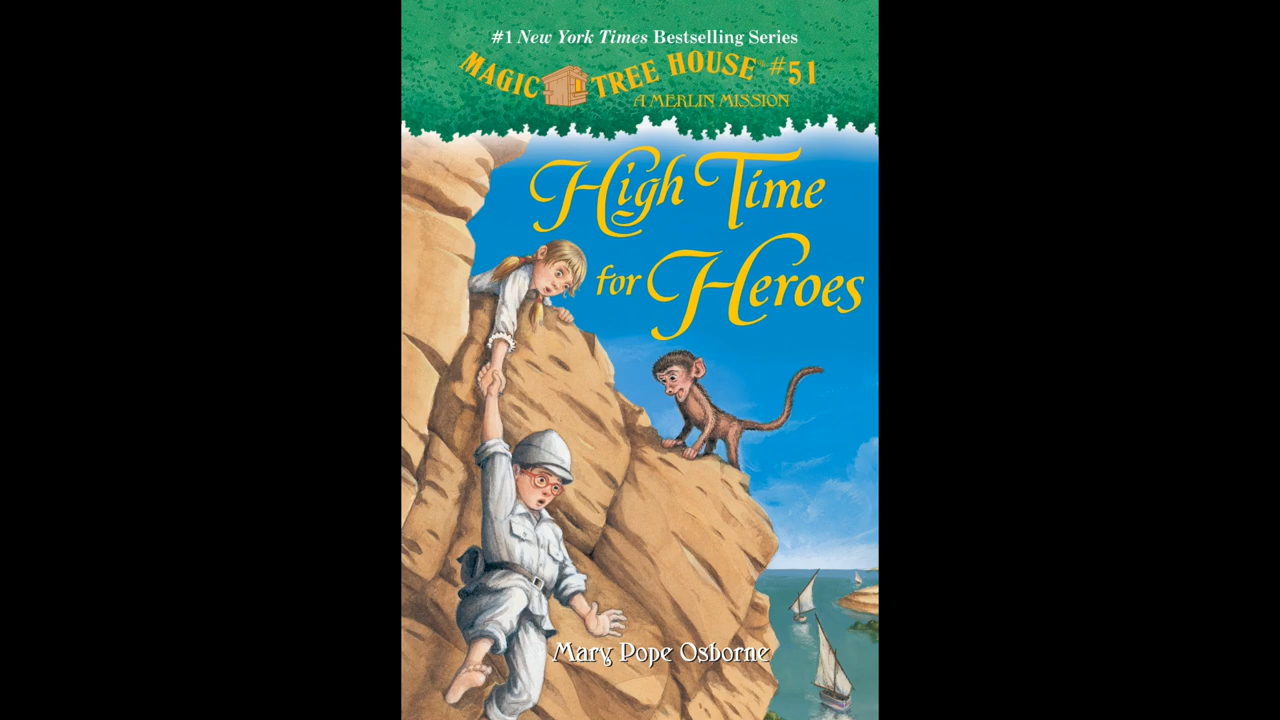 #1 New York Times Bestselling Series
MAGIC TREE HOUSE® #51
A MERLIN MISSION
High Time
for Heroes
Mary Pope Osborne